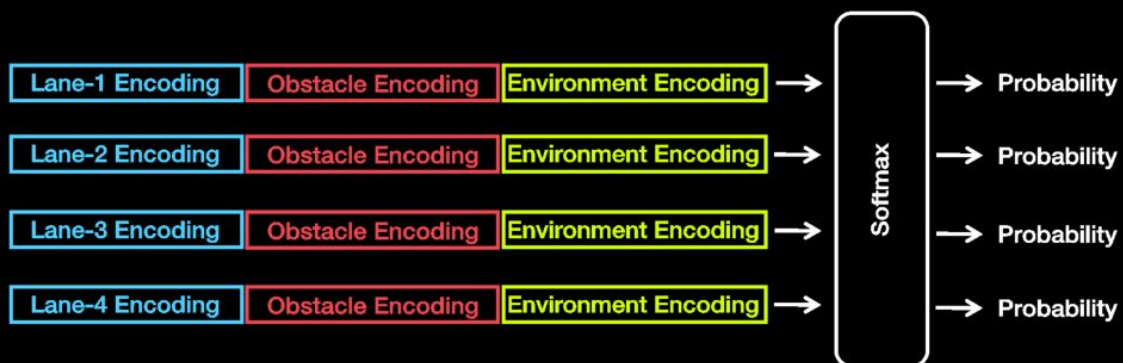 Lane-1 Encoding Obstacle Encoding Environment Encoding Probability
Lane-2 Encoding Obstacle Encoding Environment Encoding Probability
Softmax
Lane-3 Encoding Obstacle Encoding Environment Encoding Probability
Lane-4 Encoding Obstacle Encoding Environment Encoding Probability